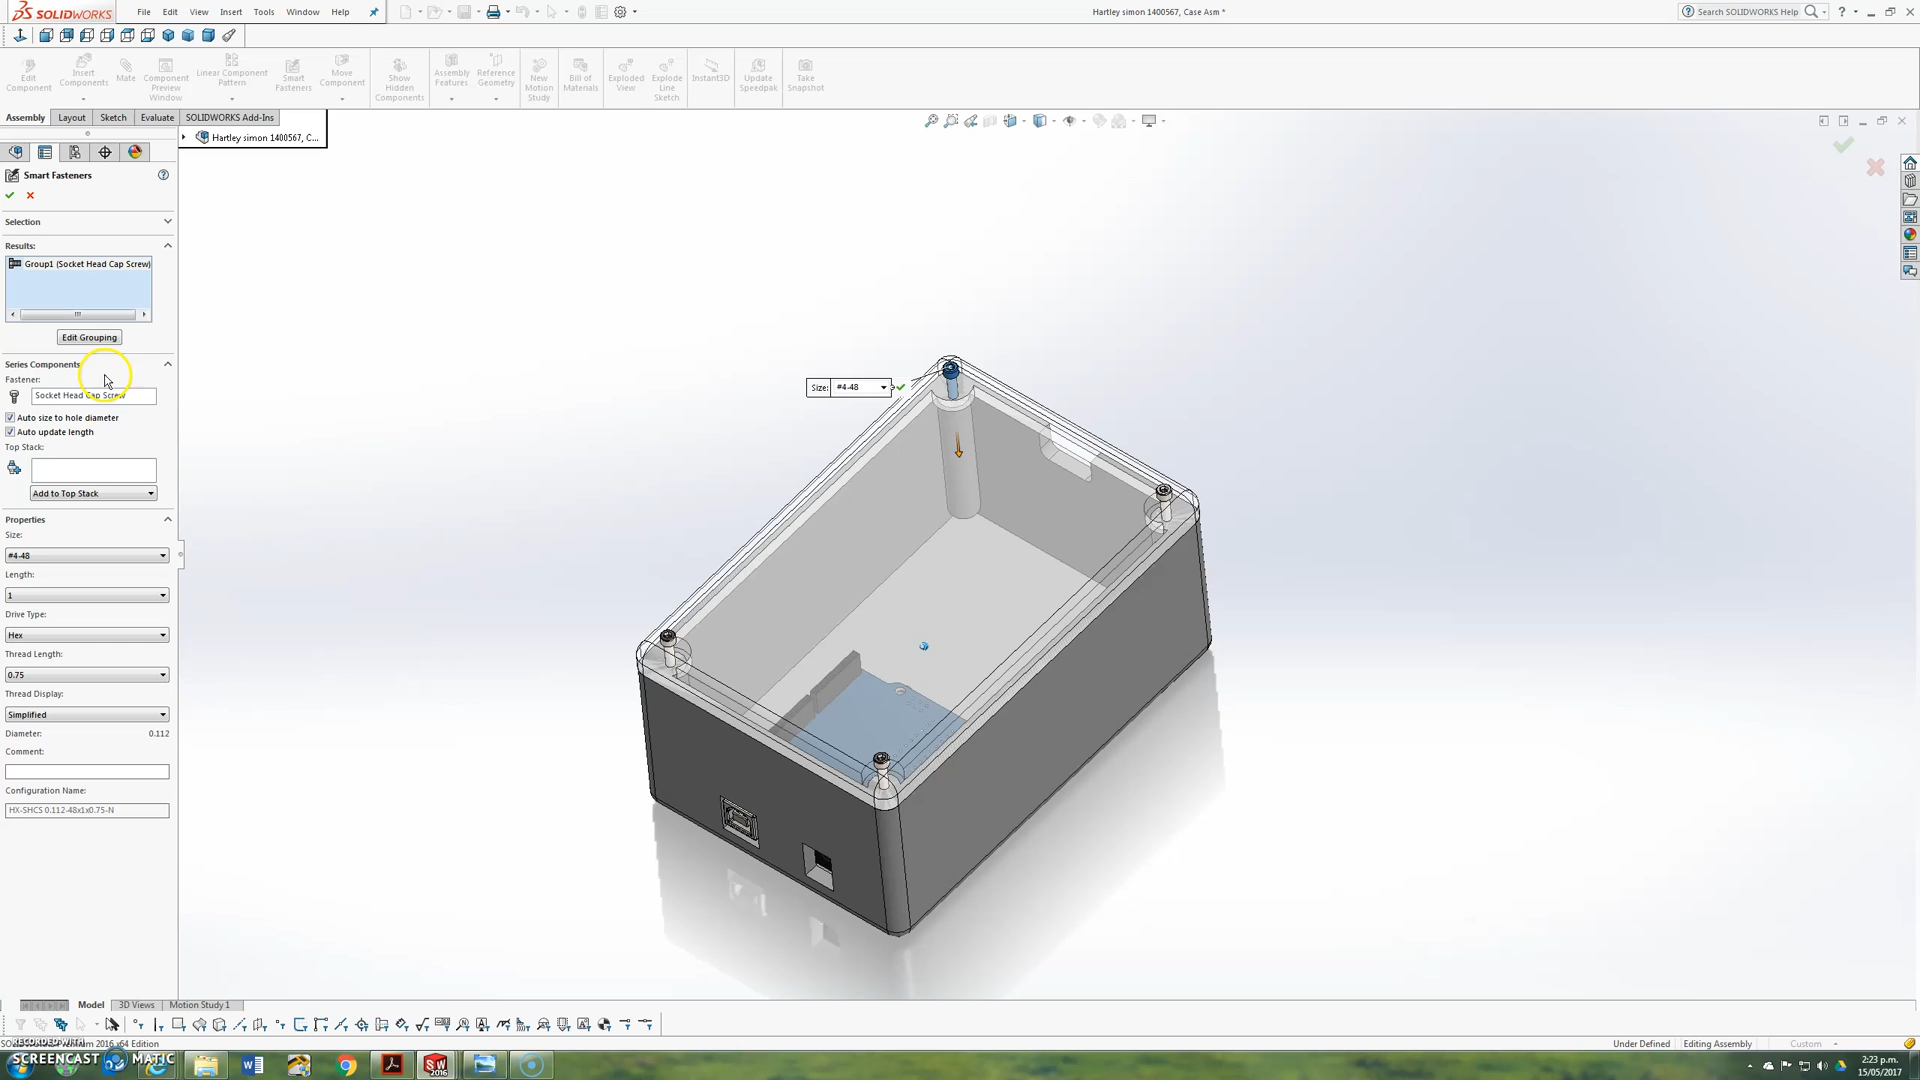 SOLIDWORKS
File Edit View Insert Tools Window Help
Hartley simon 1400567, Case Asm *
Search SOLIDWORKS Help
Edit Component
Insert Components
Mate
Component Preview Window
Linear Component Pattern
Smart Fasteners
Move Component
Show Hidden Components
Assembly Features
Reference Geometry
New Motion Study
Bill of Materials
Exploded View
Explode Line Sketch
Instant3D
Update Speedpak
Take Snapshot
Assembly Layout Sketch Evaluate SOLIDWORKS Add-Ins
Hartley simon 1400567, C...
Smart Fasteners
Selection
Results:
Group1 (Socket Head Cap Screw)
Edit Grouping
Series Components
Fastener:
Socket Head Cap Screw
Auto size to hole diameter
Auto update length
Top Stack:
Add to Top Stack
Properties
Size:
#4-48
Length:
1
Drive Type:
Hex
Thread Length:
0.75
Thread Display:
Simplified
Diameter: 0.112
Comment:
Configuration Name:
HX-SHCS 0.112-48x1x0.75-N
Size: #4-48
Model 3D Views Motion Study 1
SOLIDWORKS Premium 2016 x64 Edition
Under Defined Editing Assembly Custom
RECORDED WITH
SCREENCAST MATIC
SW 2016
2:23 p.m.
15/05/2017